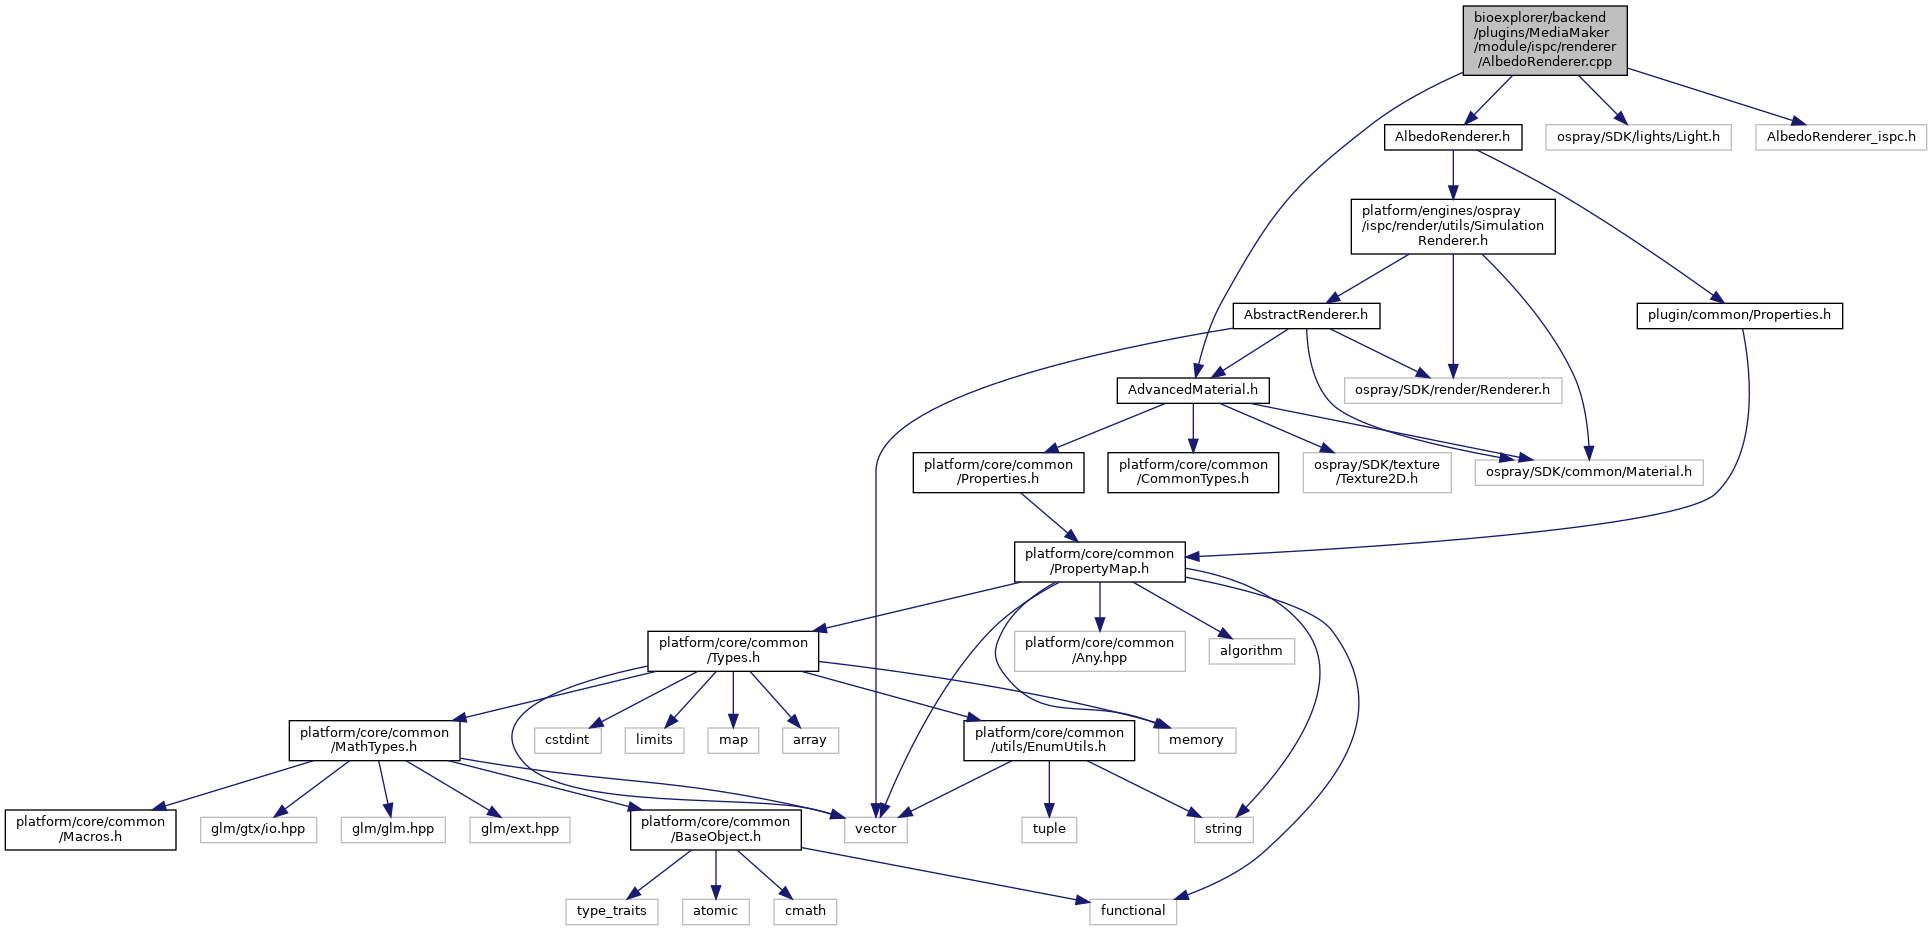 bioexplorer/backend
/plugins/MediaMaker
/module/ispc/renderer
/AlbedoRenderer.cpp
AlbedoRenderer.h
ospray/SDK/lights/Light.h
AlbedoRenderer_ispc.h
platform/engines/ospray
/ispc/render/utils/Simulation
Renderer.h
AbstractRenderer.h
plugin/common/Properties.h
AdvancedMaterial.h
ospray/SDK/render/Renderer.h
platform/core/common
/Properties.h
platform/core/common
/CommonTypes.h
ospray/SDK/texture
/Texture2D.h
ospray/SDK/common/Material.h
platform/core/common
/PropertyMap.h
platform/core/common
/Types.h
platform/core/common
/Any.hpp
algorithm
platform/core/common
/MathTypes.h
cstdint
limits
map
array
platform/core/common
/utils/EnumUtils.h
memory
platform/core/common
/Macros.h
glm/gtx/io.hpp
glm/glm.hpp
glm/ext.hpp
platform/core/common
/BaseObject.h
vector
tuple
string
type_traits
atomic
cmath
functional